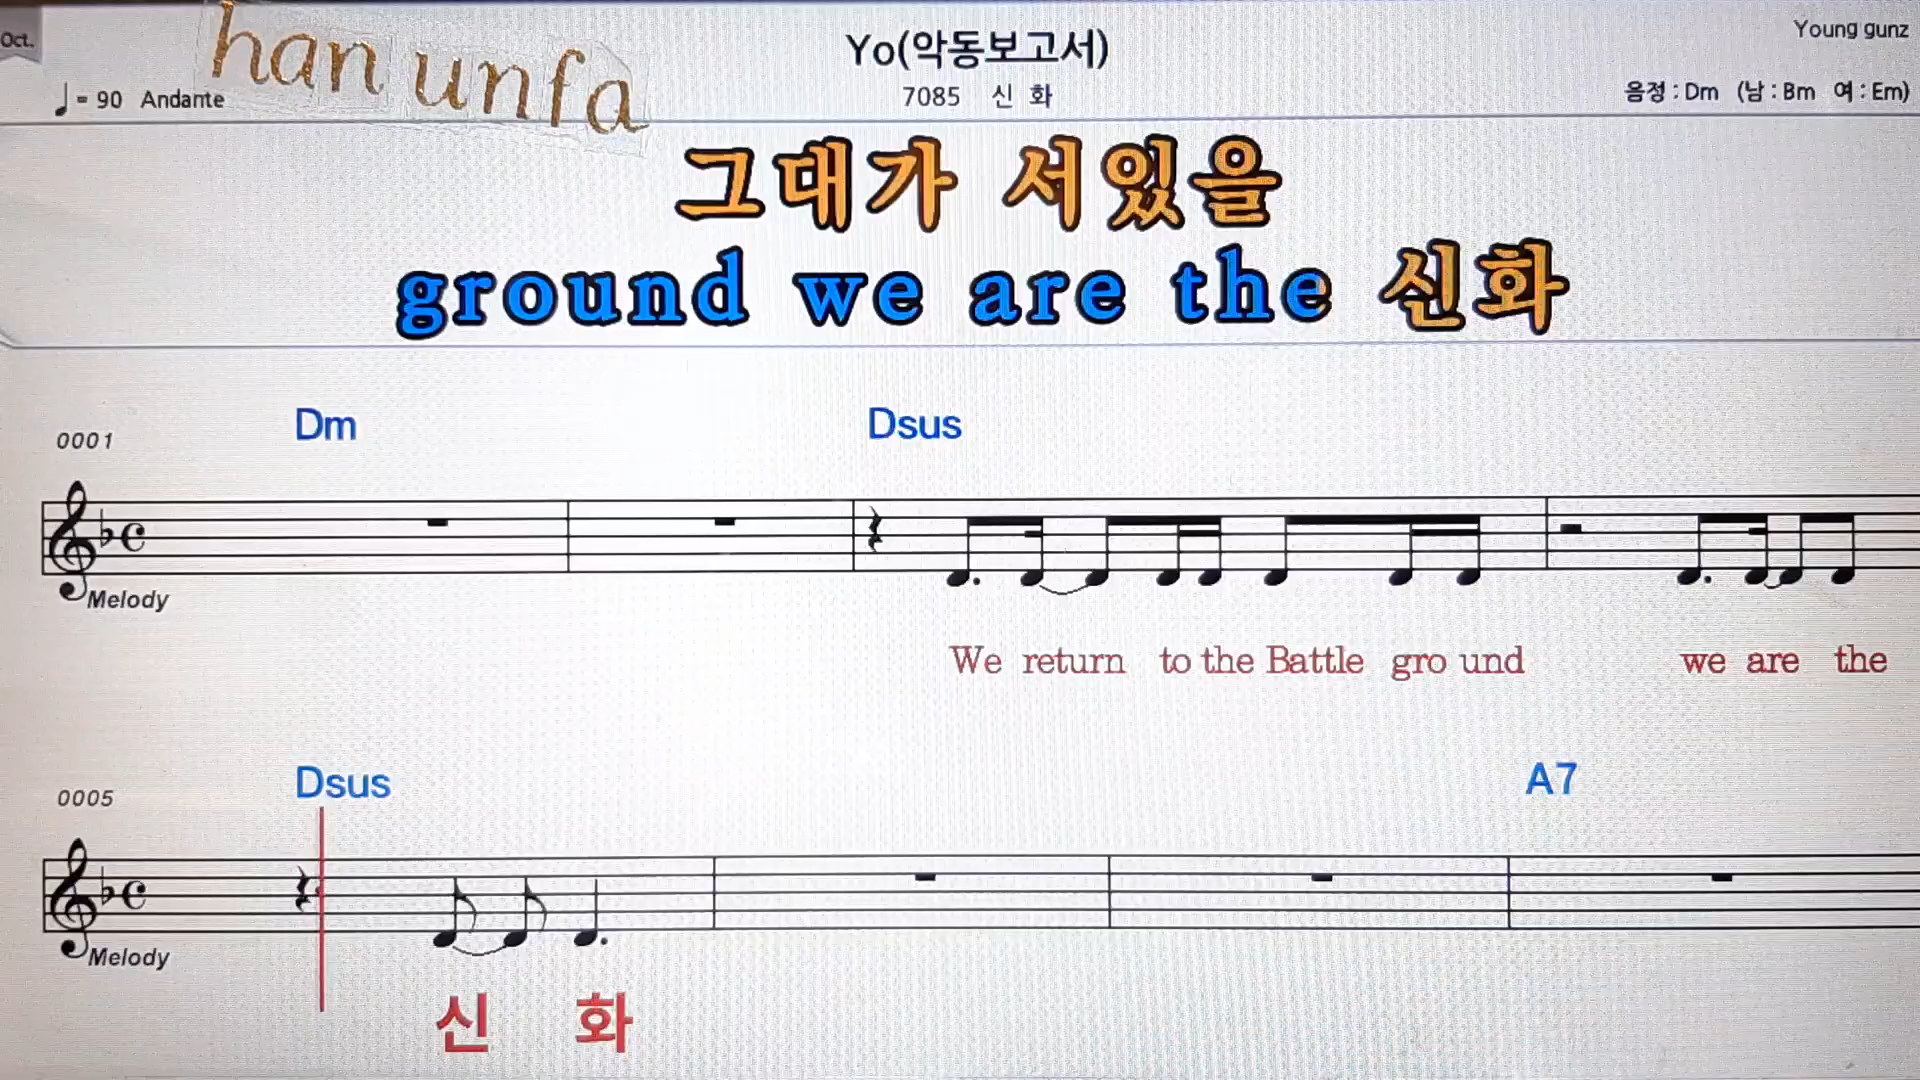 Oct.
han unfa
Yo(악동보고서)
Young gunz
= 90 Andante
7085 신 화
음정 : Dm (남 : Bm 여 : Em)
그대가 서있을
ground we are the 신화
0001
Dm
Dsus
Melody
We return to the Battle gro und we are the
0005
Dsus
A7
Melody
신 화